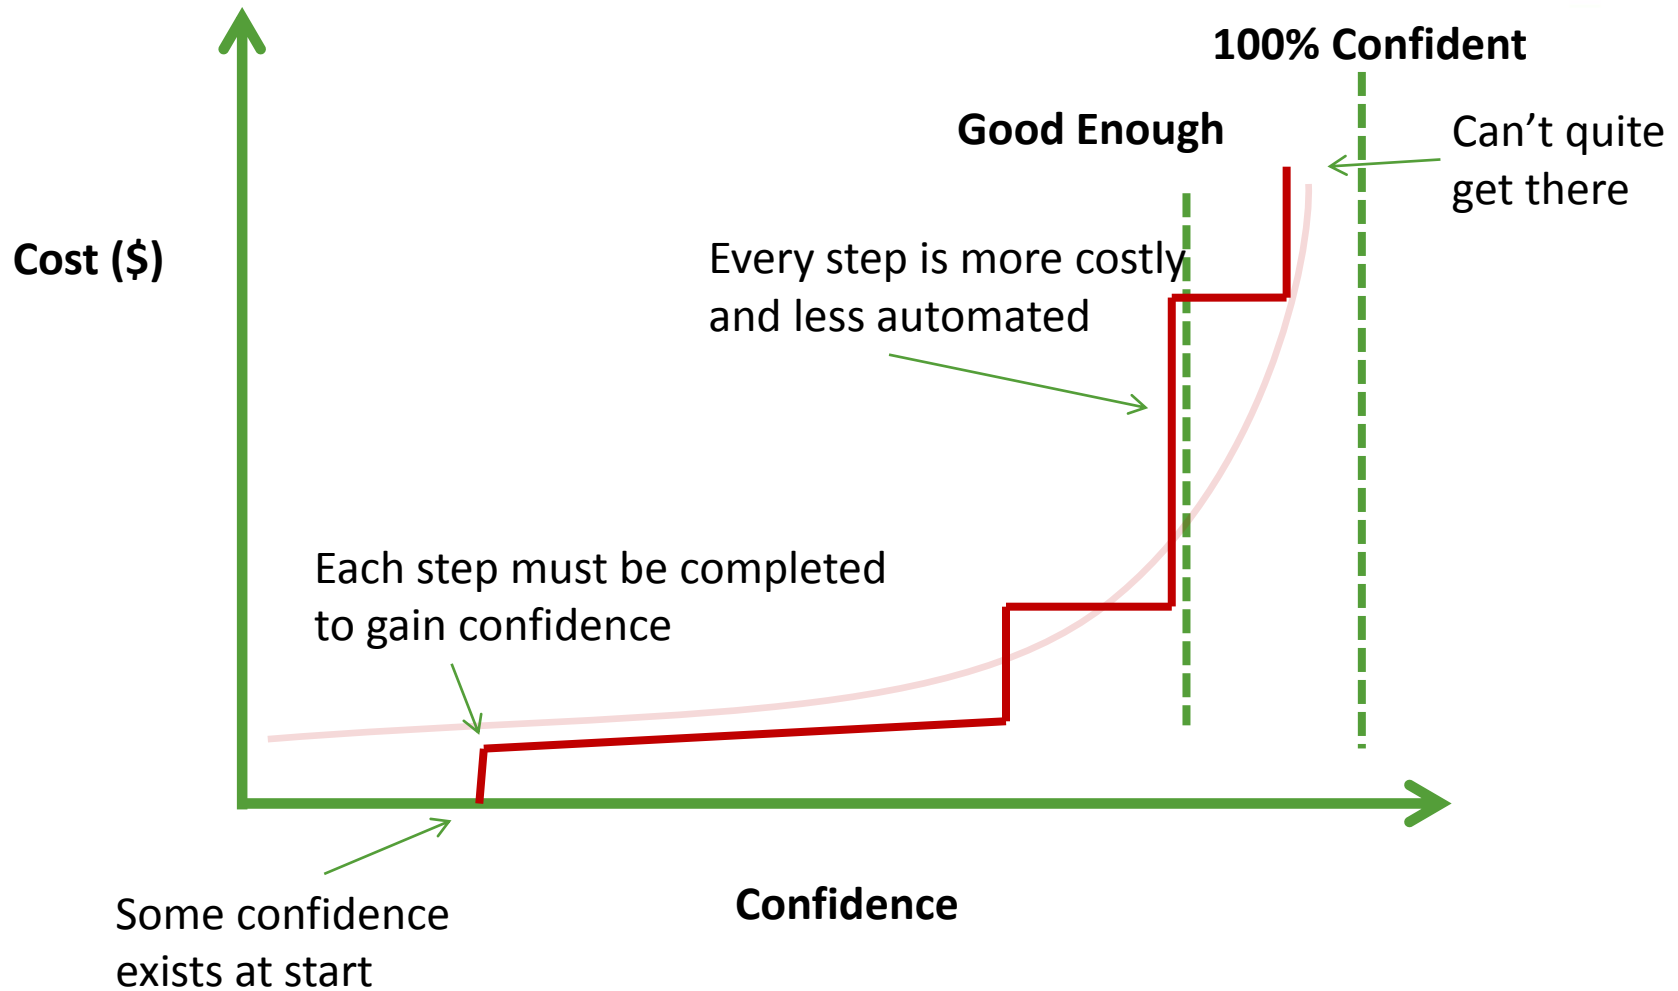 100% Confident
Good Enough
Can’t quite
get there
Cost ($)
Every step is more costly
and less automated
Each step must be completed
to gain confidence
Some confidence
exists at start
Confidence